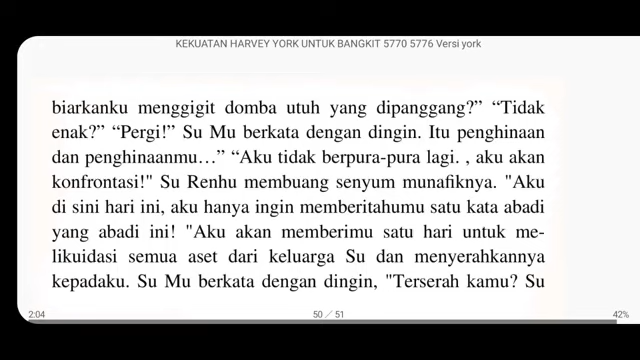 KEKUATAN HARVEY YORK UNTUK BANGKIT 5770 5776 Versi york
biarkanku menggigit domba utuh yang dipanggang?” “Tidak
enak?” “Pergi!” Su Mu berkata dengan dingin. Itu penghinaan
dan penghinaanmu…” “Aku tidak berpura-pura lagi. , aku akan
konfrontasi!" Su Renhu membuang senyum munafiknya. "Aku
di sini hari ini, aku hanya ingin memberitahumu satu kata abadi
yang abadi ini! "Aku akan memberimu satu hari untuk me-
likuidasi semua aset dari keluarga Su dan menyerahkannya
kepadaku. Su Mu berkata dengan dingin, "Terserah kamu? Su
2:04 50 / 51 42%